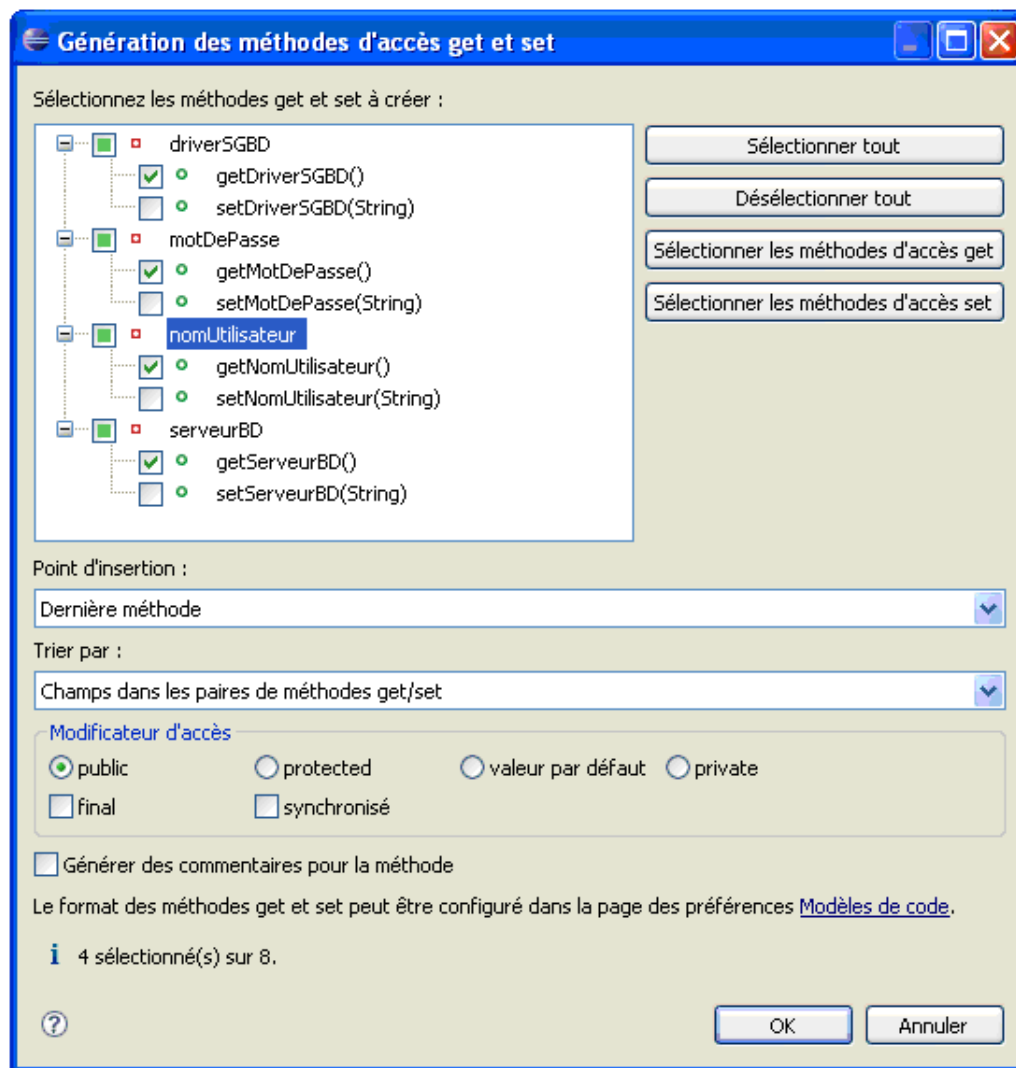 Génération des méthodes d'accès get et set
Sélectionnez les méthodes get et set à créer :
driverSGBD
getDriverSGBD()
setDriverSGBD(String)
motDePasse
getMotDePasse()
setMotDePasse(String)
nomUtilisateur
getNomUtilisateur()
setNomUtilisateur(String)
serveurBD
getServeurBD()
setServeurBD(String)
Sélectionner tout
Désélectionner tout
Sélectionner les méthodes d'accès get
Sélectionner les méthodes d'accès set
Point d'insertion :
Dernière méthode
Trier par :
Champs dans les paires de méthodes get/set
Modificateur d'accès
public protected valeur par défaut private
final synchronisé
Générer des commentaires pour la méthode
Le format des méthodes get et set peut être configuré dans la page des préférences Modèles de code.
i 4 sélectionné(s) sur 8.
? OK Annuler